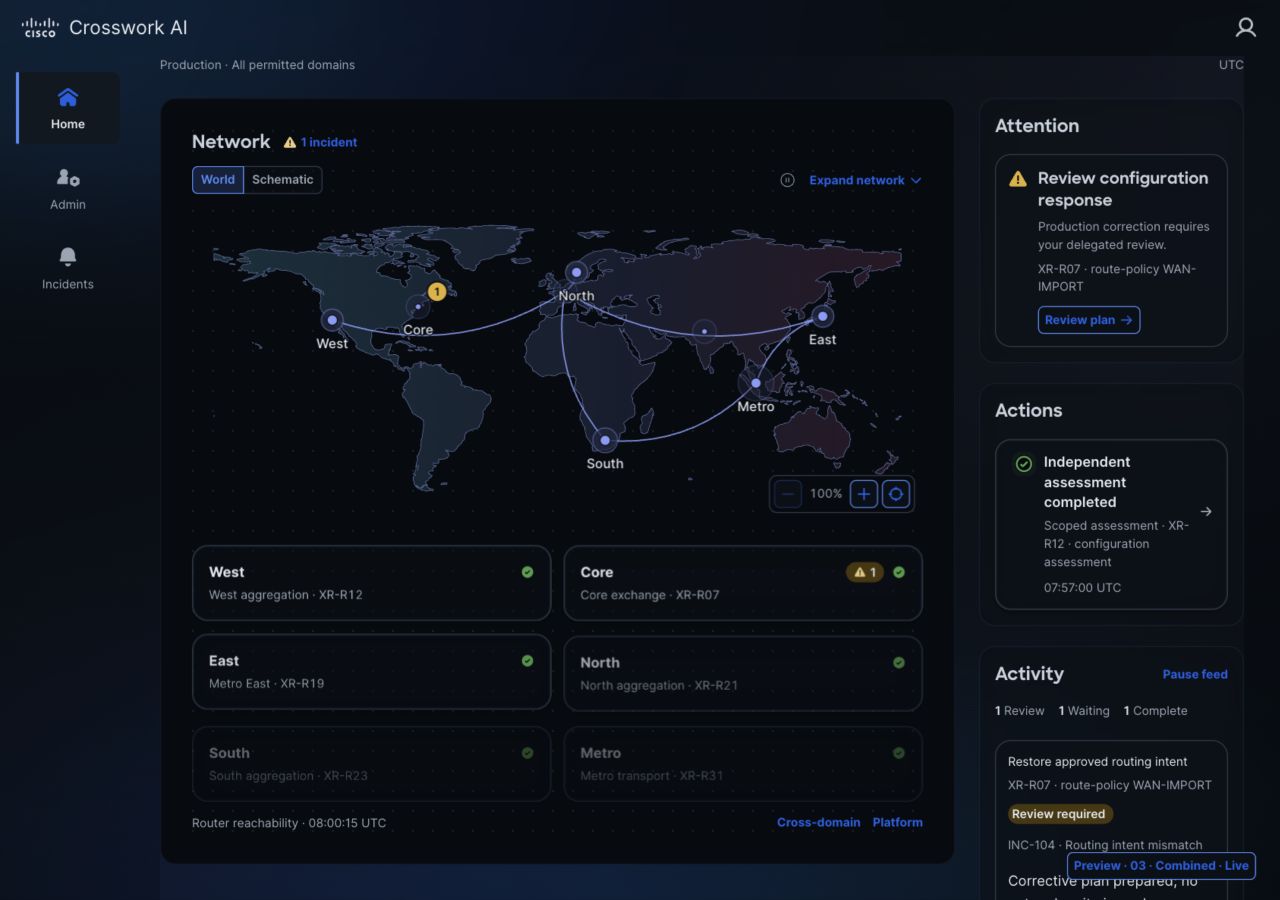 cisco Crosswork AI
Production · All permitted domains
UTC
Home
Admin
Incidents
Network
1 incident
World
Schematic
Expand network
1
North
Core
West
East
Metro
South
100%
West
West aggregation · XR-R12
Core
1
Core exchange · XR-R07
East
Metro East · XR-R19
North
North aggregation · XR-R21
South
South aggregation · XR-R23
Metro
Metro transport · XR-R31
Router reachability · 08:00:15 UTC
Cross-domain
Platform
Attention
Review configuration
response
Production correction requires
your delegated review.
XR-R07 · route-policy WAN-
IMPORT
Review plan →
Actions
Independent
assessment
completed
Scoped assessment · XR-
R12 · configuration
assessment
07:57:00 UTC
Activity
Pause feed
1 Review 1 Waiting 1 Complete
Restore approved routing intent
XR-R07 · route-policy WAN-IMPORT
Review required
INC-104 · Routing intent mismatch
Preview · 03 · Combined · Live
Corrective plan prepared, no